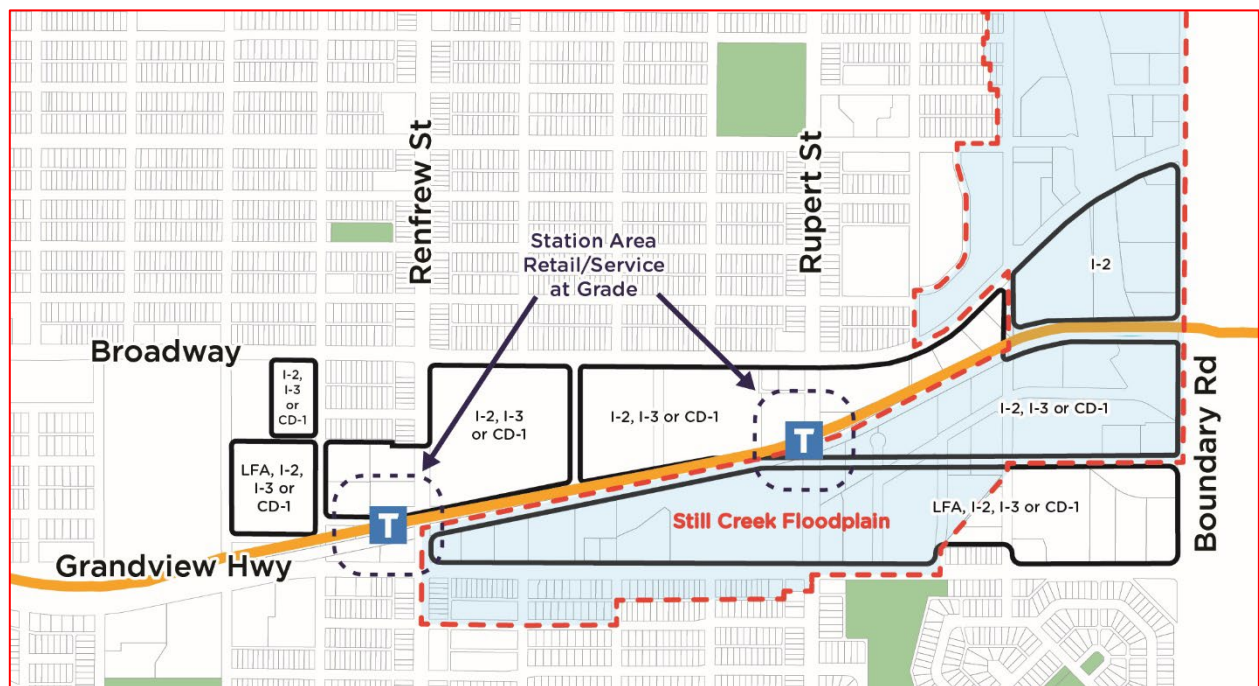 Renfrew St
Rupert St
Station Area
Retail/Service
at Grade
I-2
Broadway
I-2,
I-3
or
CD-1
I-2, I-3
or CD-1
I-2, I-3 or CD-1
I-2, I-3 or CD-1
Boundary Rd
T
LFA, I-2,
I-3 or
CD-1
LFA, I-2, I-3 or CD-1
T
Still Creek Floodplain
Grandview Hwy